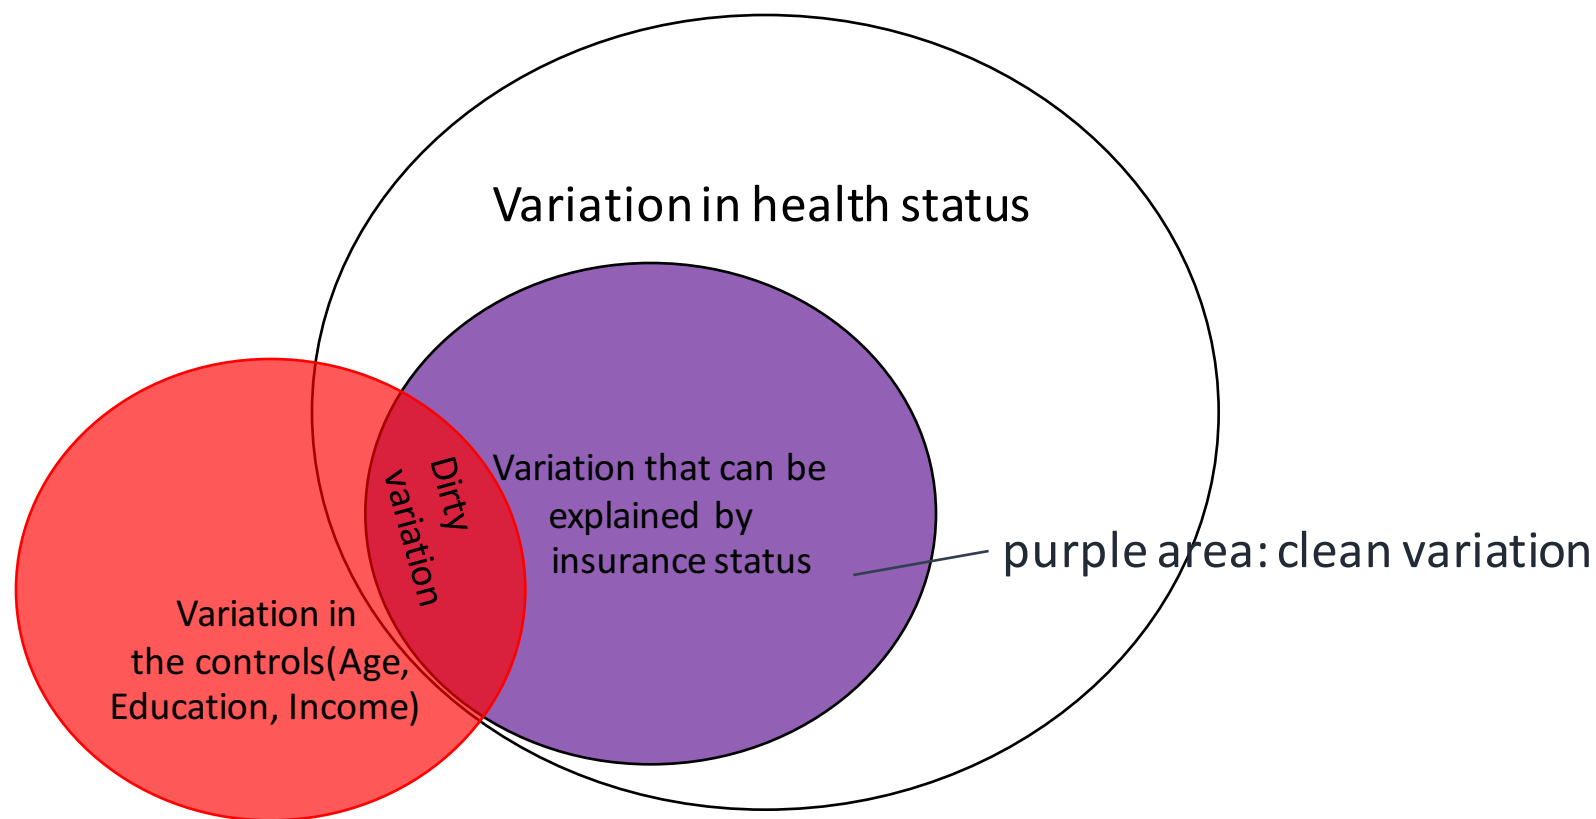 Variation in health status
Dirty
variation
Variation that can be
explained by
insurance status
purple area: clean variation
Variation in
the controls(Age,
Education, Income)